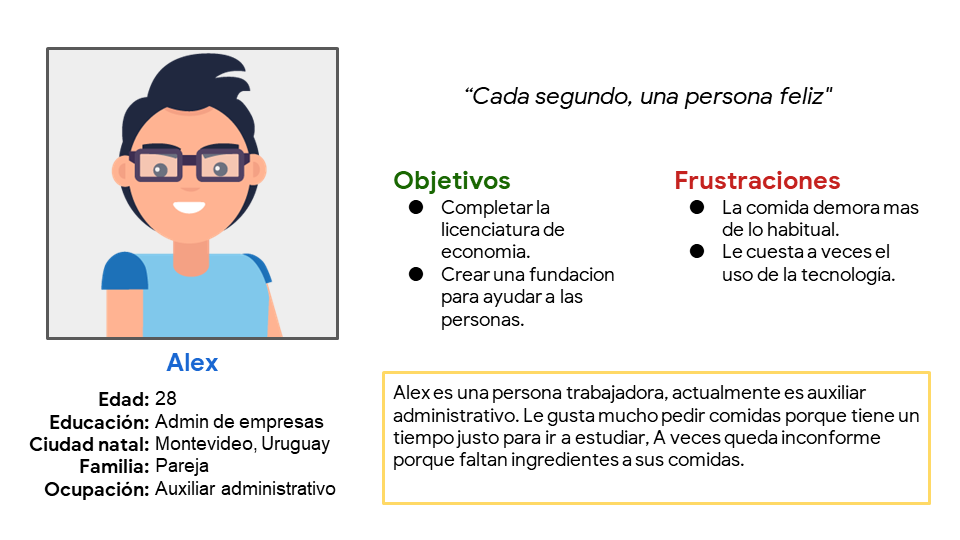 “Cada segundo, una persona feliz"
Objetivos
● Completar la
licenciatura de
economia.
● Crear una fundacion
para ayudar a las
personas.
Frustraciones
● La comida demora mas
de lo habitual.
● Le cuesta a veces el
uso de la tecnología.
Alex
Edad: 28
Educación: Admin de empresas
Ciudad natal: Montevideo, Uruguay
Familia: Pareja
Ocupación: Auxiliar administrativo
Alex es una persona trabajadora, actualmente es auxiliar
administrativo. Le gusta mucho pedir comidas porque tiene un
tiempo justo para ir a estudiar, A veces queda inconforme
porque faltan ingredientes a sus comidas.